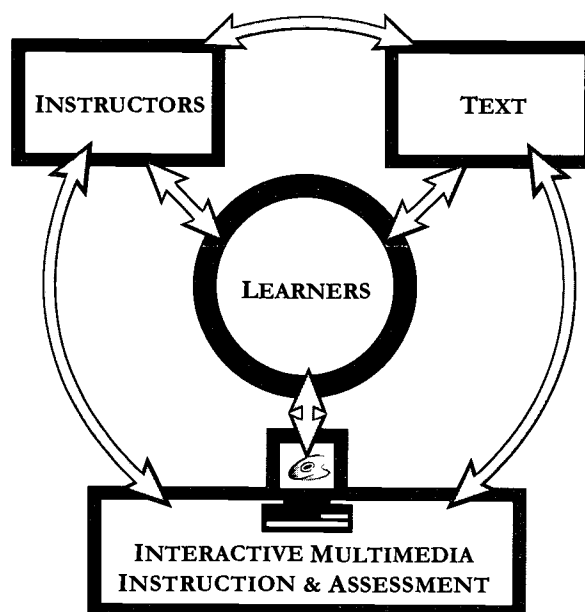 INSTRUCTORS
TEXT
LEARNERS
INTERACTIVE MULTIMEDIA
INSTRUCTION & ASSESSMENT